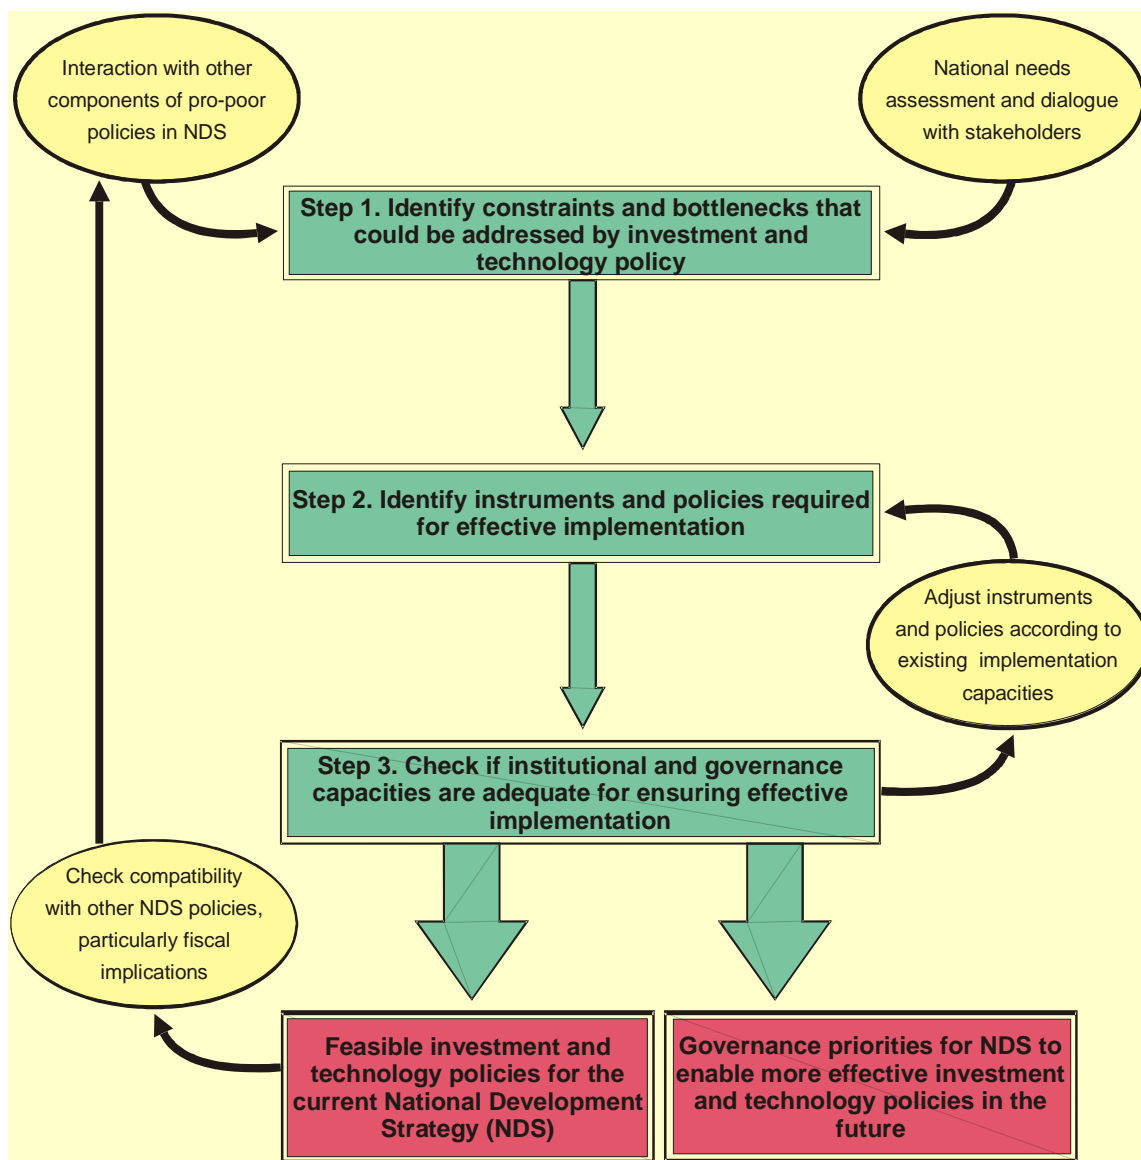 Interaction with other
components of pro-poor
policies in NDS
National needs
assessment and dialogue
with stakeholders
Step 1. Identify constraints and bottlenecks that
could be addressed by investment and
technology policy
Step 2. Identify instruments and policies required
for effective implementation
Adjust instruments
and policies according to
existing implementation
capacities
Step 3. Check if institutional and governance
capacities are adequate for ensuring effective
implementation
Check compatibility
with other NDS policies,
particularly fiscal
implications
Feasible investment and
technology policies for the
current National Development
Strategy (NDS)
Governance priorities for NDS to
enable more effective investment
and technology policies in the
future